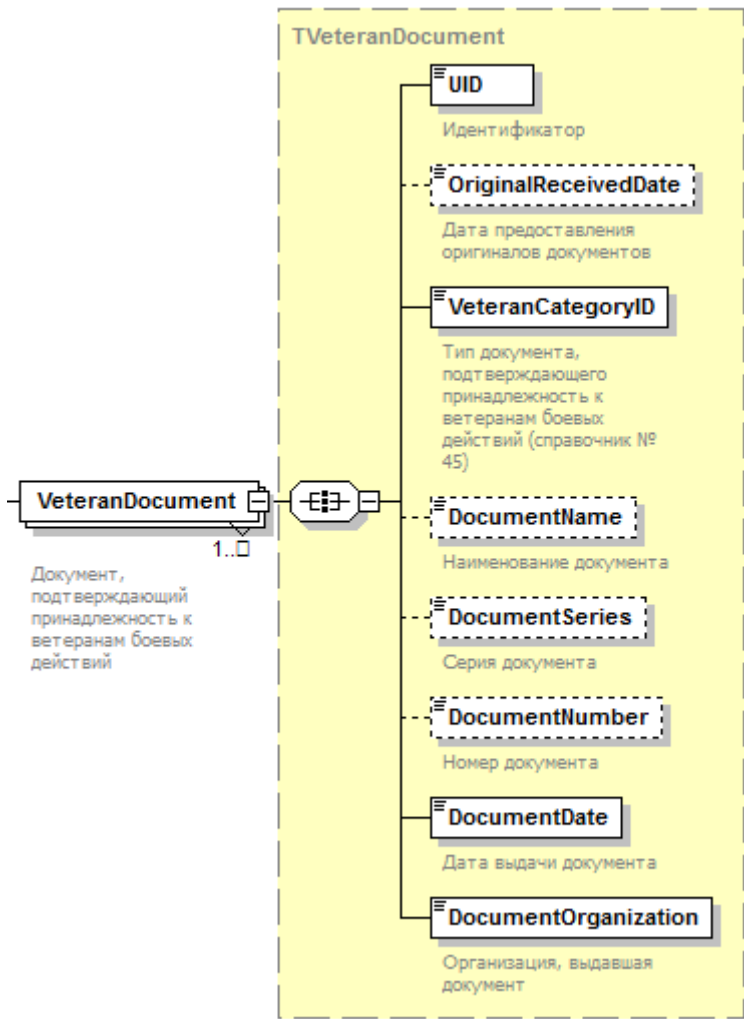 TVeteranDocument
UID
Идентификатор
OriginalReceivedDate
Дата предоставления
оригиналов документов
VeteranCategoryID
Тип документа,
подтверждающего
принадлежность к
ветеранам боевых
действий (справочник №
45)
VeteranDocument
1..□
Документ,
подтверждающий
принадлежность к
ветеранам боевых
действий
DocumentName
Наименование документа
DocumentSeries
Серия документа
DocumentNumber
Номер документа
DocumentDate
Дата выдачи документа
DocumentOrganization
Организация, выдавшая
документ